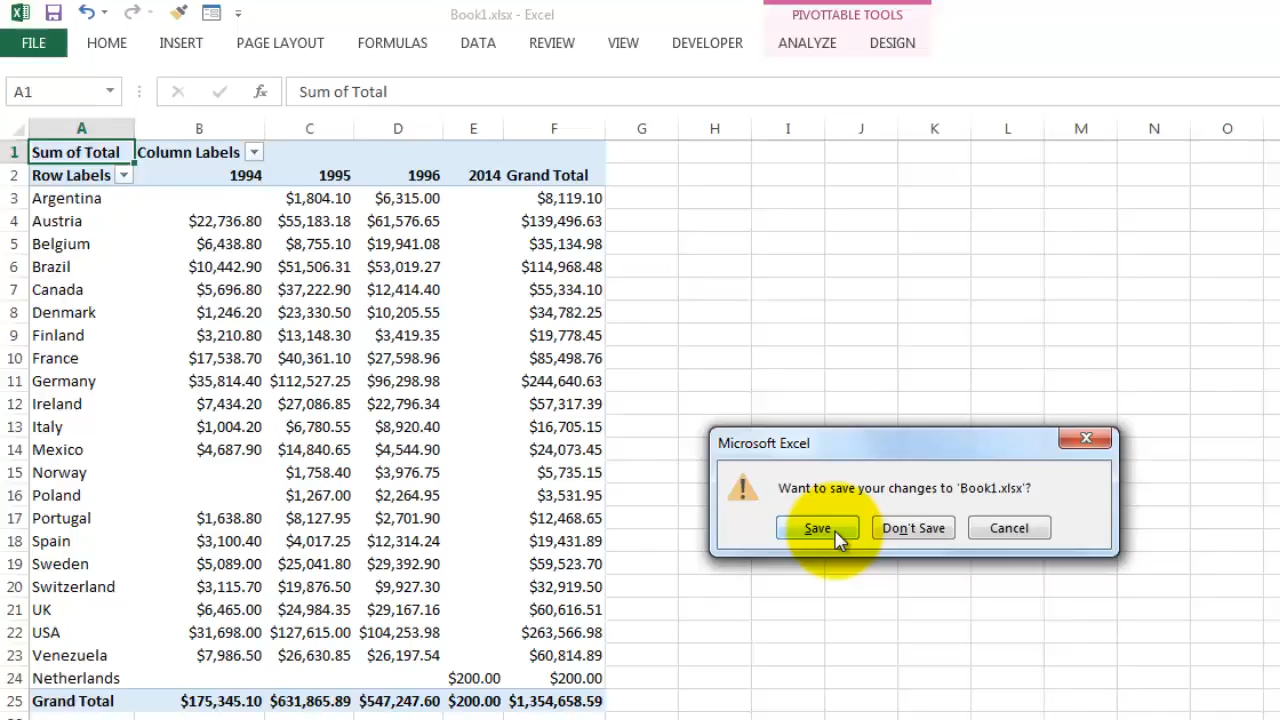 Book1.xlsx - Excel
PIVOTTABLE TOOLS
FILE HOME INSERT PAGE LAYOUT FORMULAS DATA REVIEW VIEW DEVELOPER ANALYZE DESIGN
A1 fx Sum of Total
A B C D E F G H I J K L M N O
1 Sum of Total Column Labels
2 Row Labels 1994 1995 1996 2014 Grand Total
3 Argentina $1,804.10 $6,315.00 $8,119.10
4 Austria $22,736.80 $55,183.18 $61,576.65 $139,496.63
5 Belgium $6,438.80 $8,755.10 $19,941.08 $35,134.98
6 Brazil $10,442.90 $51,506.31 $53,019.27 $114,968.48
7 Canada $5,696.80 $37,222.90 $12,414.40 $55,334.10
8 Denmark $1,246.20 $23,330.50 $10,205.55 $34,782.25
9 Finland $3,210.80 $13,148.30 $3,419.35 $19,778.45
10 France $17,538.70 $40,361.10 $27,598.96 $85,498.76
11 Germany $35,814.40 $112,527.25 $96,298.98 $244,640.63
12 Ireland $7,434.20 $27,086.85 $22,796.34 $57,317.39
13 Italy $1,004.20 $6,780.55 $8,920.40 $16,705.15
14 Mexico $4,687.90 $14,840.65 $4,544.90 $24,073.45
15 Norway $1,758.40 $3,976.75 $5,735.15
16 Poland $1,267.00 $2,264.95 $3,531.95
17 Portugal $1,638.80 $8,127.95 $2,701.90 $12,468.65
18 Spain $3,100.40 $4,017.25 $12,314.24 $19,431.89
19 Sweden $5,089.00 $25,041.80 $29,392.90 $59,523.70
20 Switzerland $3,115.70 $19,876.50 $9,927.30 $32,919.50
21 UK $6,465.00 $24,984.35 $29,167.16 $60,616.51
22 USA $31,698.00 $127,615.00 $104,253.98 $263,566.98
23 Venezuela $7,986.50 $26,630.85 $26,197.54 $60,814.89
24 Netherlands $200.00 $200.00
25 Grand Total $175,345.10 $631,865.89 $547,247.60 $200.00 $1,354,658.59
Microsoft Excel
Want to save your changes to 'Book1.xlsx'?
Save Don't Save Cancel